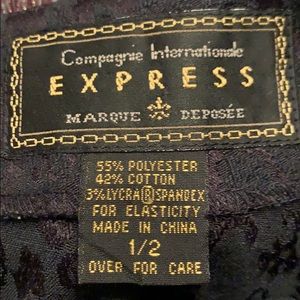 Compagnie Internationale
EXPRESS
MARQUE DEPOSÉE
55% POLYESTER
42% COTTON
3% LYCRA®SPANDEX
FOR ELASTICITY
MADE IN CHINA
1/2
OVER FOR CARE